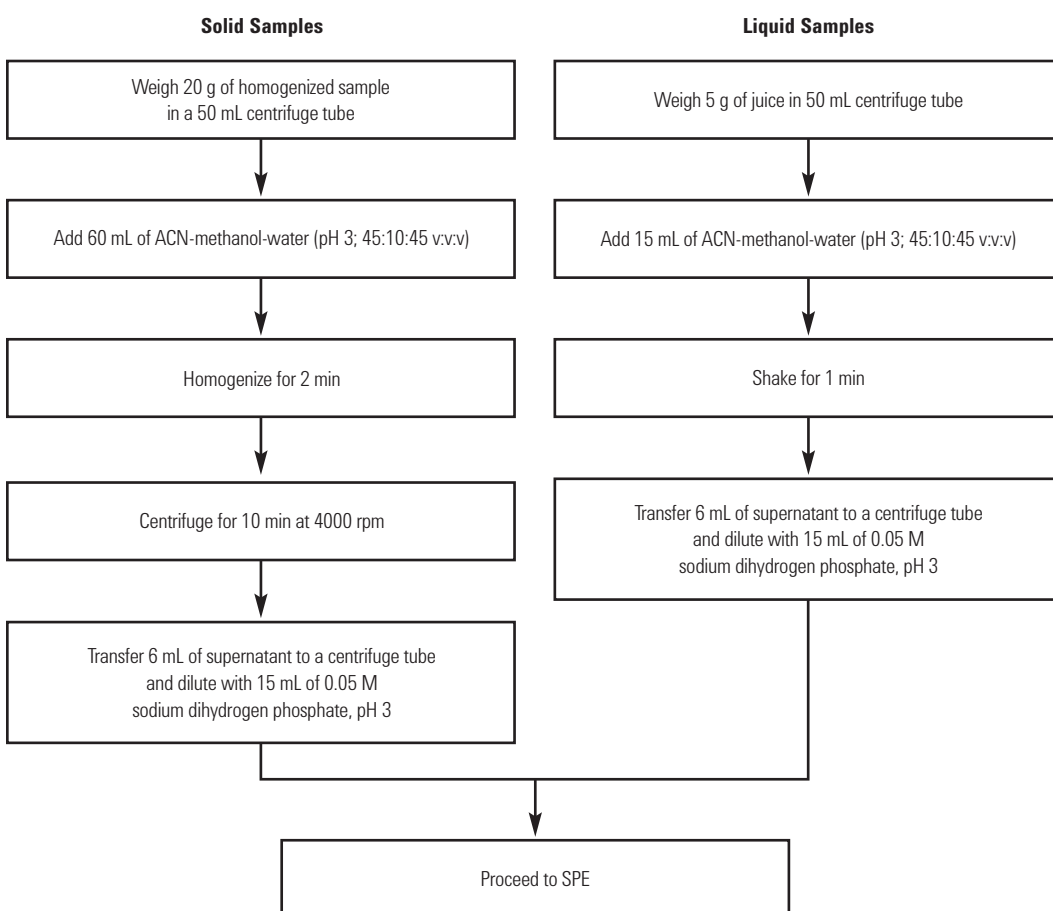 Solid Samples
Weigh 20 g of homogenized sample
in a 50 mL centrifuge tube
Add 60 mL of ACN-methanol-water (pH 3; 45:10:45 v:v:v)
Homogenize for 2 min
Centrifuge for 10 min at 4000 rpm
Transfer 6 mL of supernatant to a centrifuge tube
and dilute with 15 mL of 0.05 M
sodium dihydrogen phosphate, pH 3
Liquid Samples
Weigh 5 g of juice in 50 mL centrifuge tube
Add 15 mL of ACN-methanol-water (pH 3; 45:10:45 v:v:v)
Shake for 1 min
Transfer 6 mL of supernatant to a centrifuge tube
and dilute with 15 mL of 0.05 M
sodium dihydrogen phosphate, pH 3
Proceed to SPE